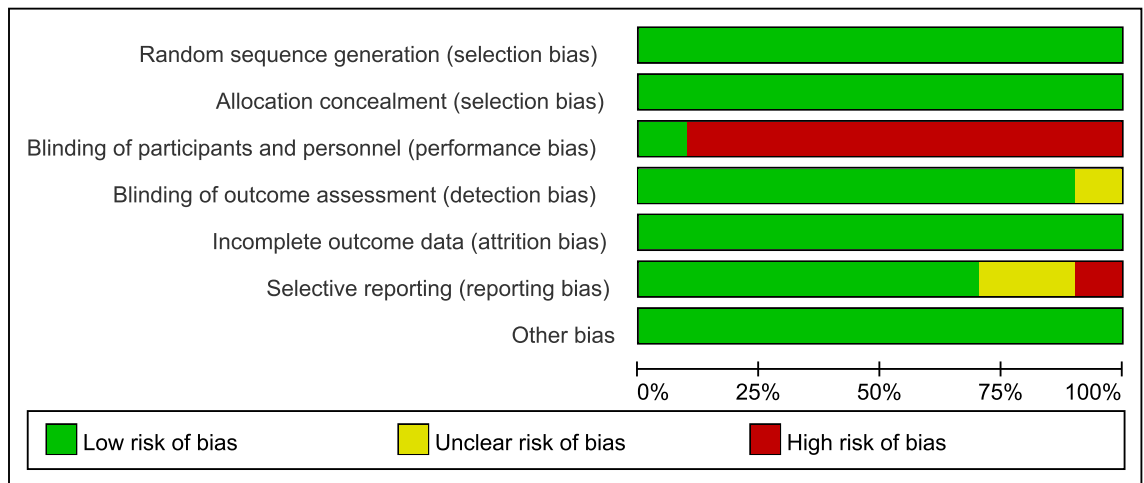 Random sequence generation (selection bias)
Allocation concealment (selection bias)
Blinding of participants and personnel (performance bias)
Blinding of outcome assessment (detection bias)
Incomplete outcome data (attrition bias)
Selective reporting (reporting bias)
Other bias
0% 25% 50% 75% 100%
Low risk of bias Unclear risk of bias High risk of bias